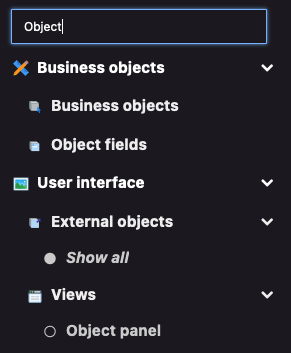 Object
Business objects
Business objects
Object fields
User interface
External objects
Show all
Views
Object panel